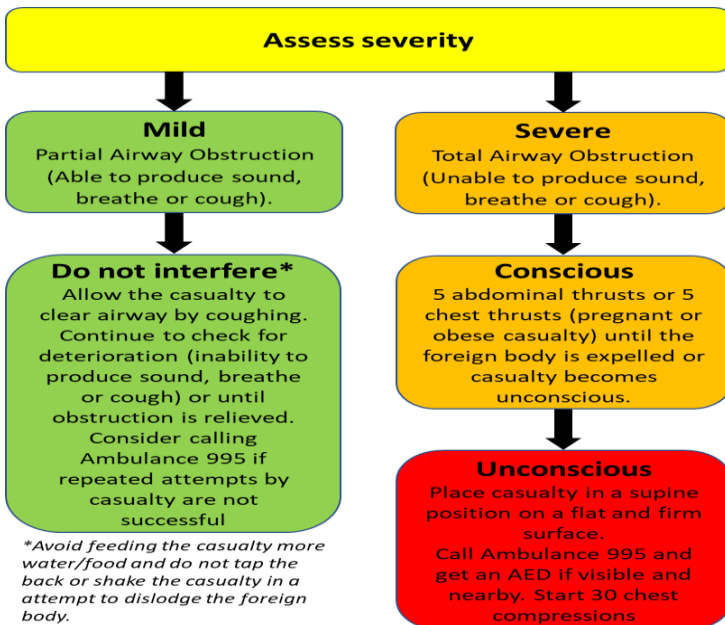 Assess severity
Mild
Partial Airway Obstruction
(Able to produce sound,
breathe or cough).
Do not interfere*
Allow the casualty to
clear airway by coughing.
Continue to check for
deterioration (inability to
produce sound, breathe
or cough) or until
obstruction is relieved.
Consider calling
Ambulance 995 if
repeated attempts by
casualty are not
successful
*Avoid feeding the casualty more
water/food and do not tap the
back or shake the casualty in a
attempt to dislodge the foreign
body.
Severe
Total Airway Obstruction
(Unable to produce sound,
breathe or cough).
Conscious
5 abdominal thrusts or 5
chest thrusts (pregnant or
obese casualty) until the
foreign body is expelled or
casualty becomes
unconscious.
Unconscious
Place casualty in a supine
position on a flat and firm
surface.
Call Ambulance 995 and
get an AED if visible and
nearby. Start 30 chest
compressions